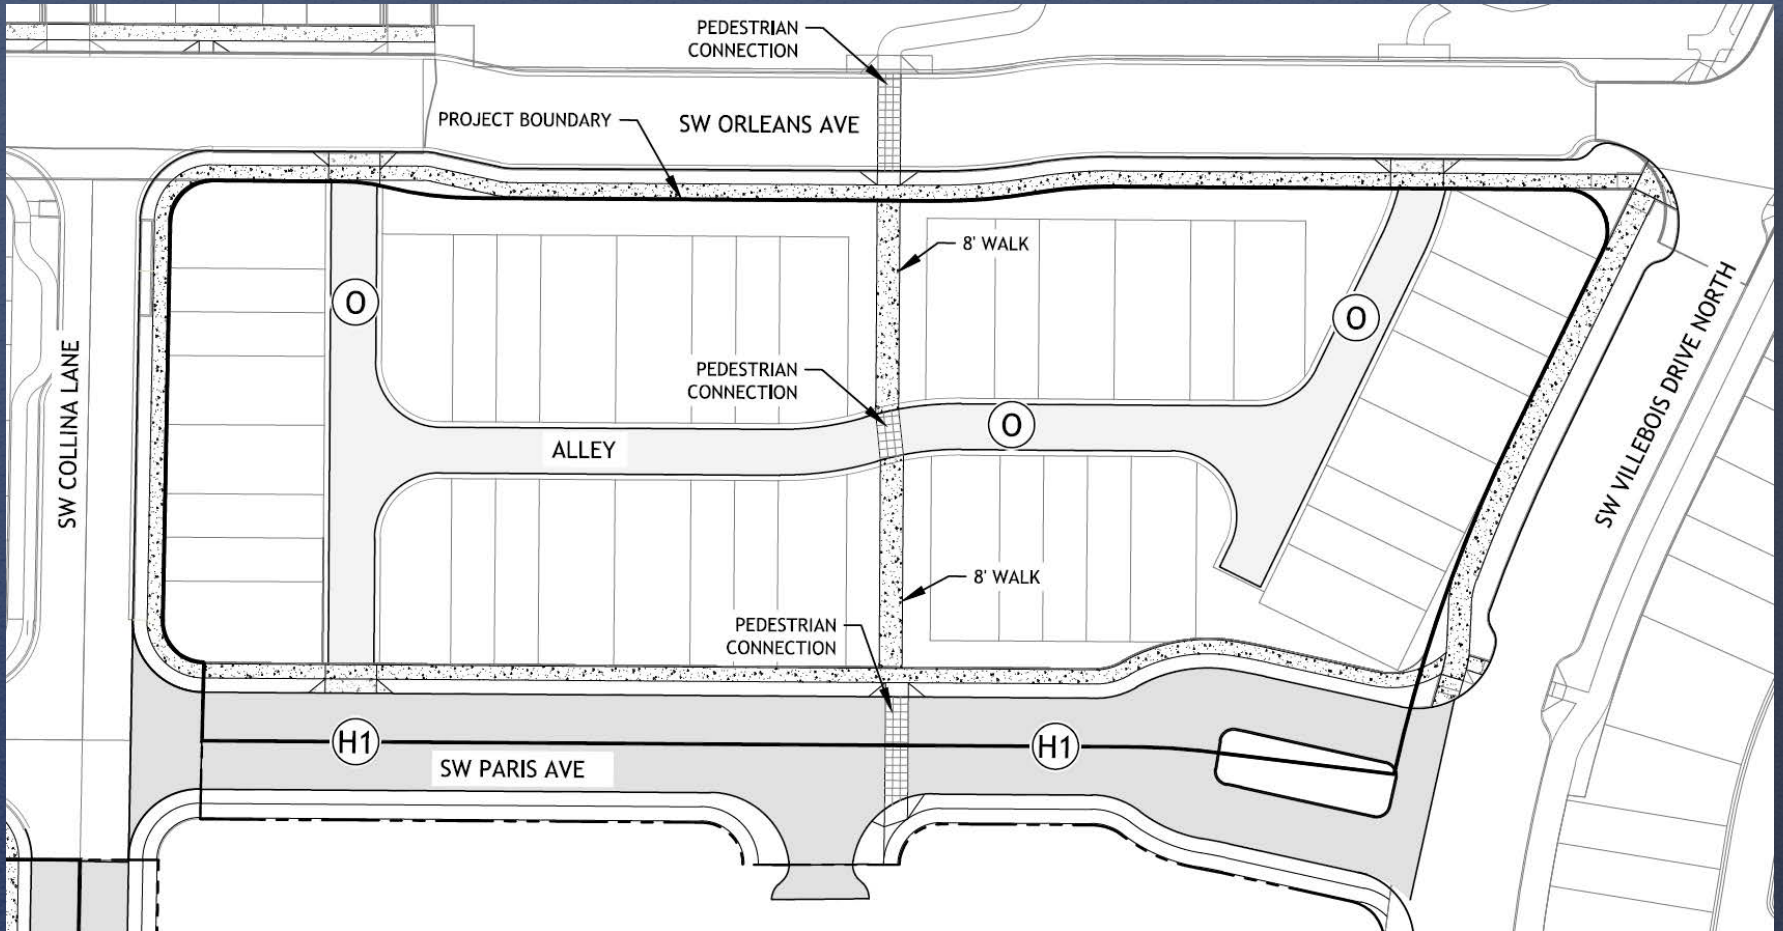 PEDESTRIAN
CONNECTION
PROJECT BOUNDARY
SW ORLEANS AVE
8' WALK
O
O
SW COLLINA LANE
PEDESTRIAN
CONNECTION
SW VILLEBOIS DRIVE NORTH
O
ALLEY
8' WALK
PEDESTRIAN
CONNECTION
H1
H1
SW PARIS AVE